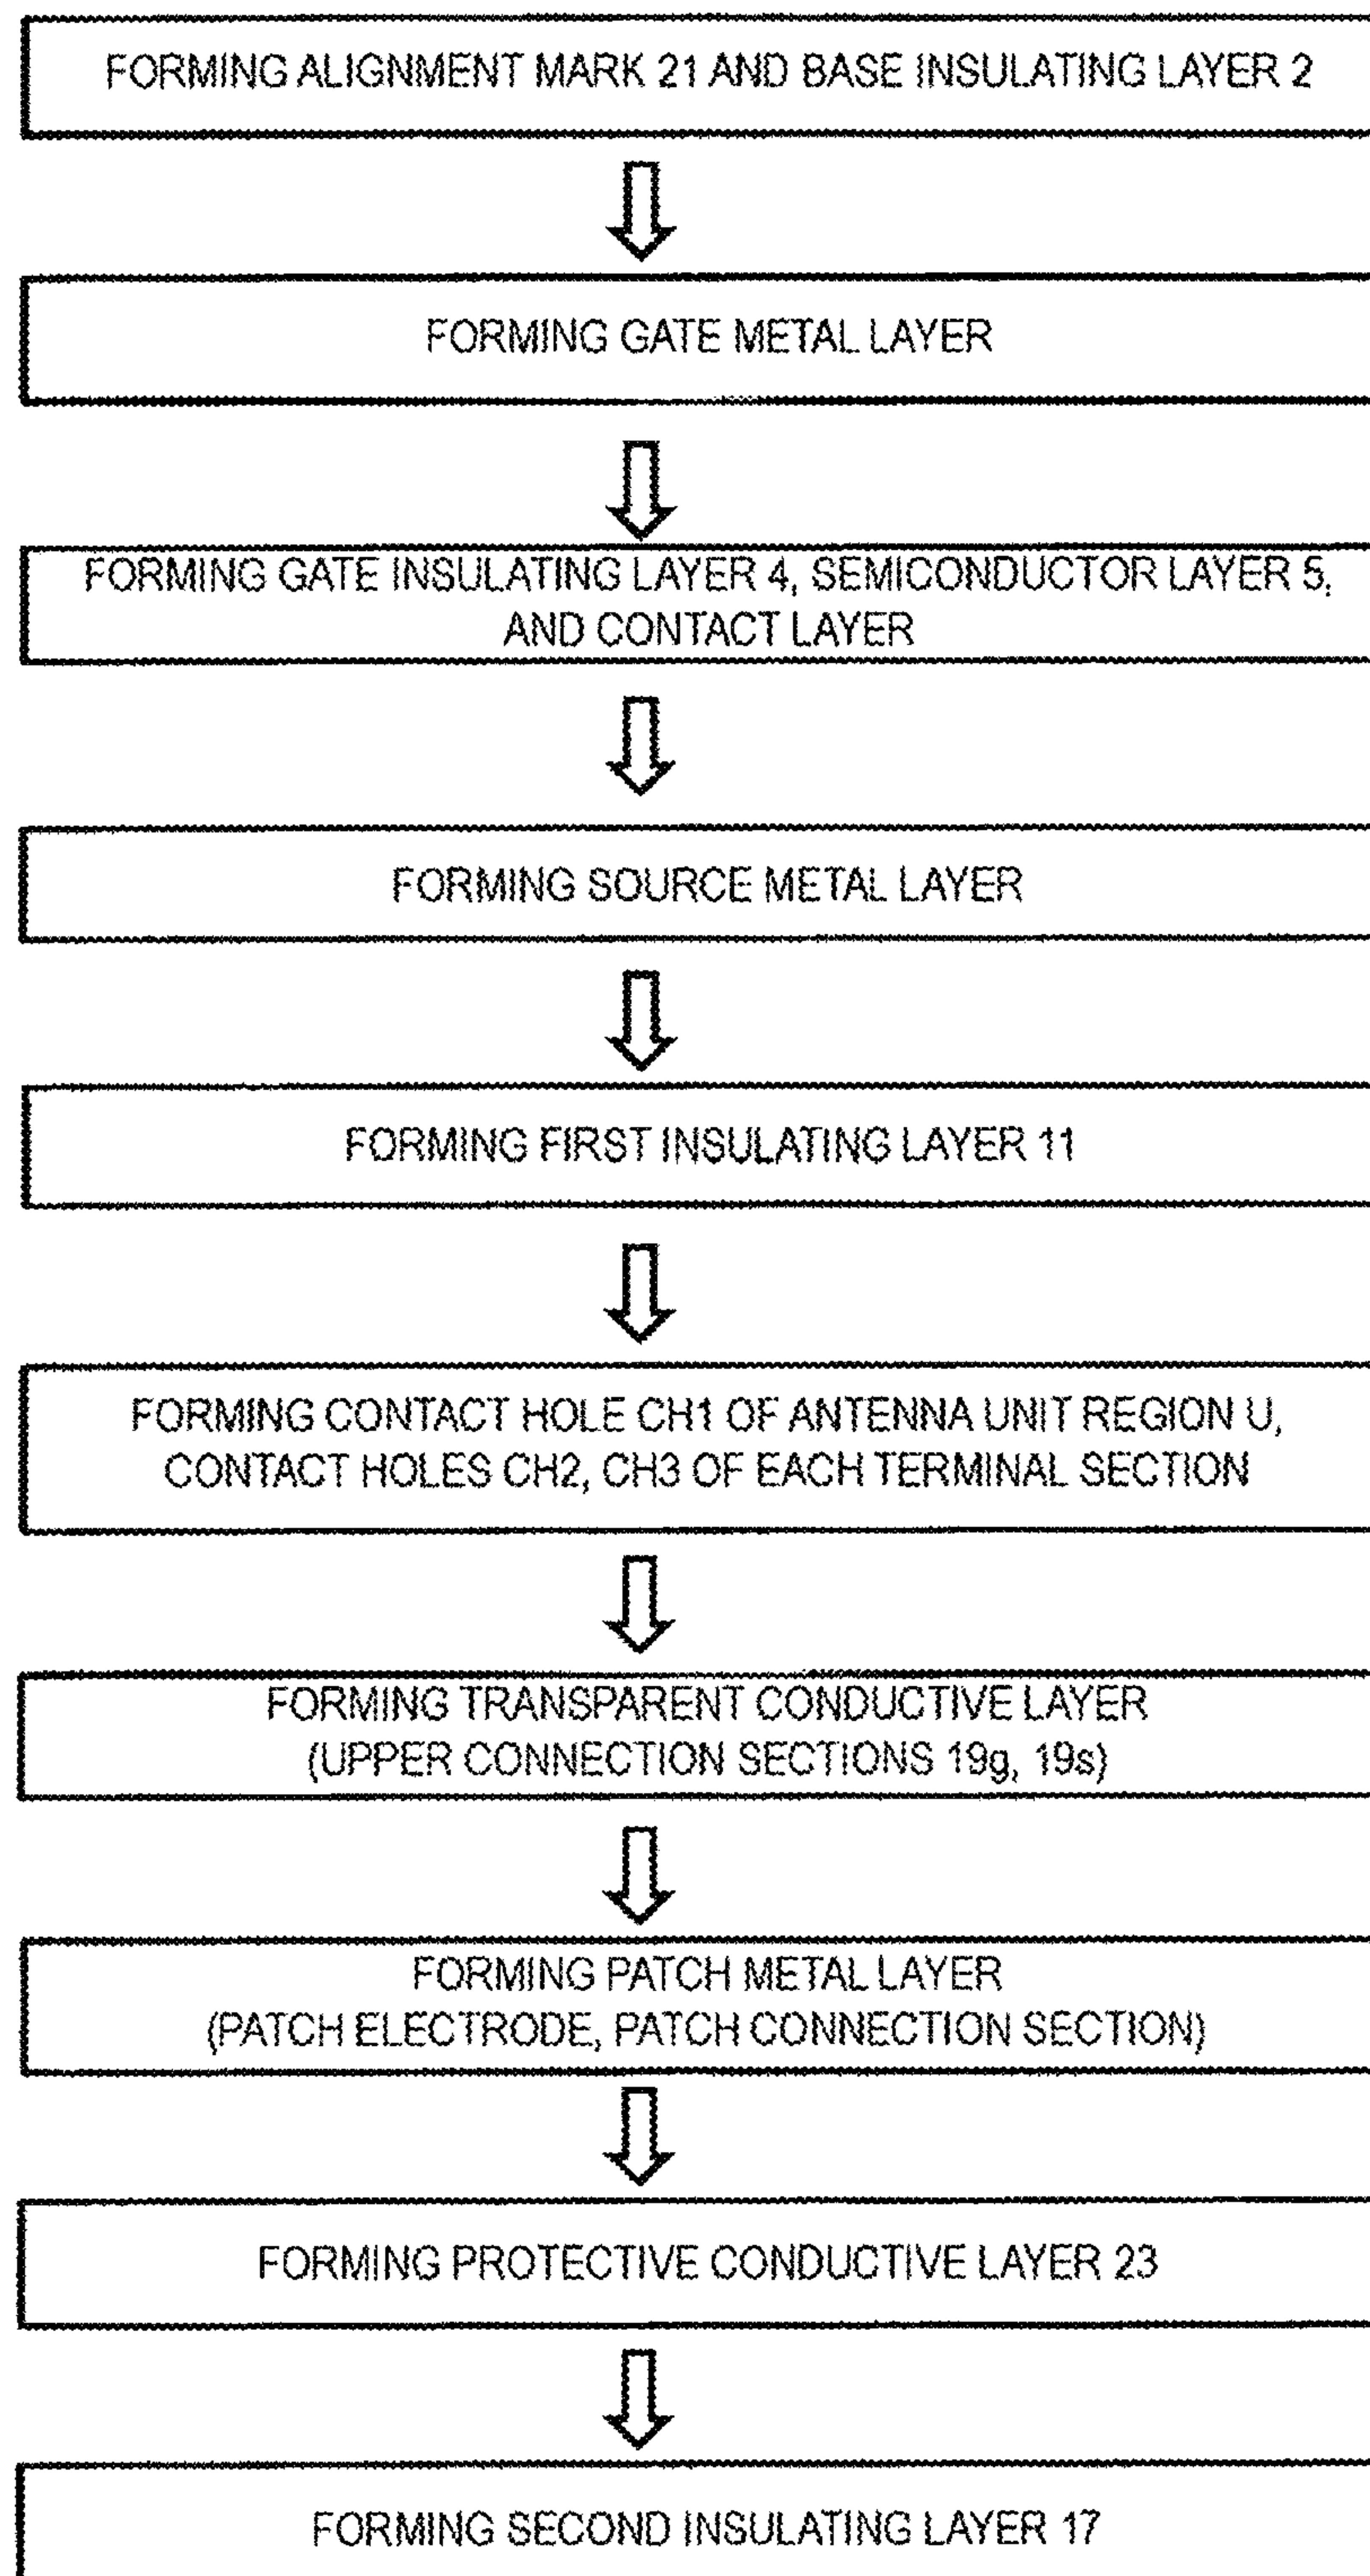 FORMING ALIGNMENT MARK 21 AND BASE INSULATING LAYER 2
FORMING GATE METAL LAYER
FORMING GATE INSULATING LAYER 4, SEMICONDUCTOR LAYER 5,
AND CONTACT LAYER
FORMING SOURCE METAL LAYER
FORMING FIRST INSULATING LAYER 11
FORMING CONTACT HOLE CH1 OF ANTENNA UNIT REGION U,
CONTACT HOLES CH2, CH3 OF EACH TERMINAL SECTION
FORMING TRANSPARENT CONDUCTIVE LAYER
(UPPER CONNECTION SECTIONS 19g, 19s)
FORMING PATCH METAL LAYER
(PATCH ELECTRODE, PATCH CONNECTION SECTION)
FORMING PROTECTIVE CONDUCTIVE LAYER 23
FORMING SECOND INSULATING LAYER 17